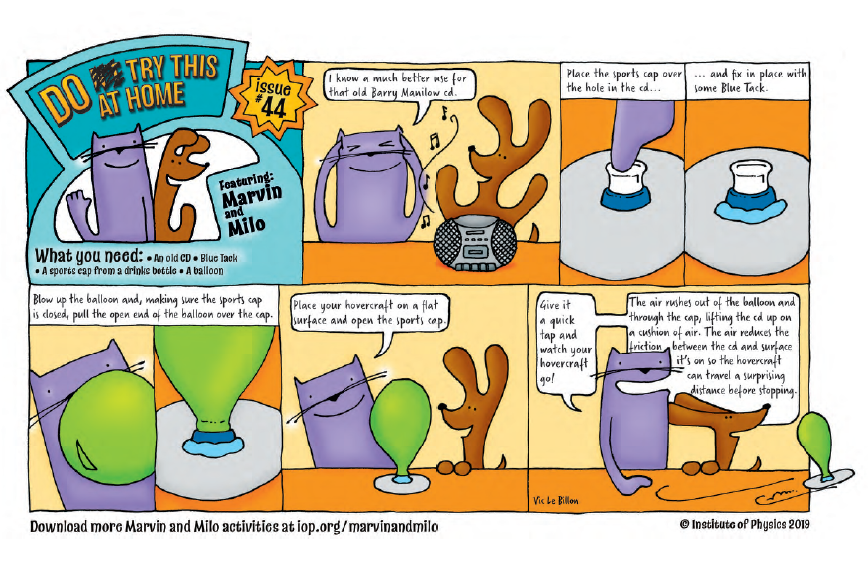 DO NOT TRY THIS
AT HOME
issue
#44
Featuring:
Marvin
and
Milo
What you need: • An old CD • Blue Tack
• A sports cap from a drinks bottle • A balloon
I know a much better use for
that old Barry Manilow cd.
Place the sports cap over
the hole in the cd...
... and fix in place with
some Blue Tack.
Blow up the balloon and, making sure the sports cap
is closed, pull the open end of the balloon over the cap.
Place your hovercraft on a flat
surface and open the sports cap.
Give it
a quick
tap and
watch your
hovercraft
go!
The air rushes out of the balloon and
through the cap, lifting the cd up on
a cushion of air. The air reduces the
friction between the cd and surface
it's on so the hovercraft
can travel a surprising
distance before stopping.
Vic Le Billon
Download more Marvin and Milo activities at iop.org/marvinandmilo
© Institute of Physics 2019